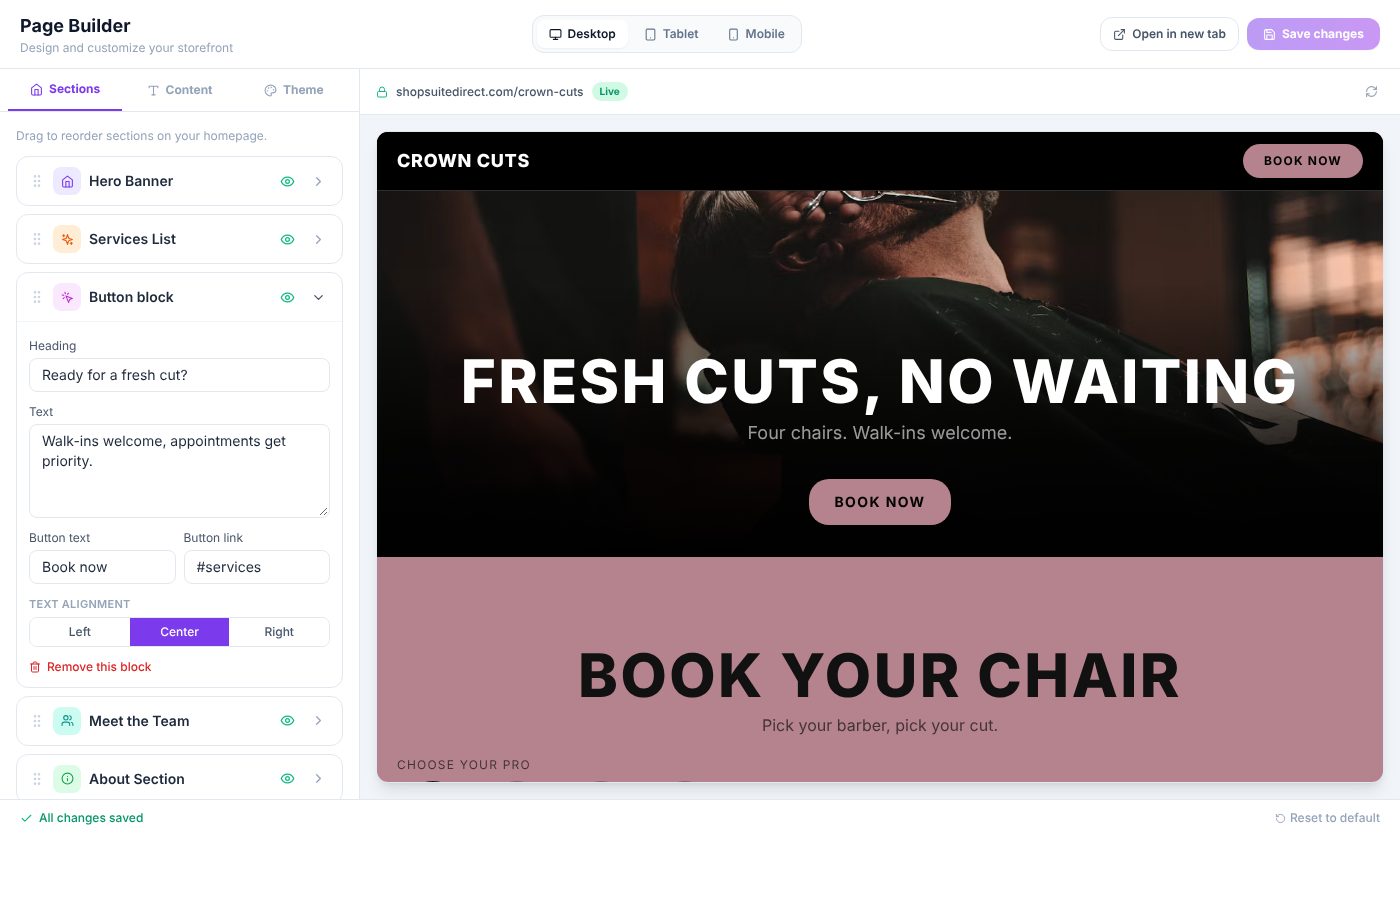 Page Builder
Design and customize your storefront
Desktop
Tablet
Mobile
Open in new tab
Save changes
Sections
Content
Theme
shopsuitedirect.com/crown-cuts
Live
Drag to reorder sections on your homepage.
Hero Banner
Services List
Button block
Heading
Ready for a fresh cut?
Text
Walk-ins welcome, appointments get
priority.
Button text
Button link
Book now
#services
TEXT ALIGNMENT
Left
Center
Right
Remove this block
Meet the Team
About Section
CROWN CUTS
BOOK NOW
FRESH CUTS, NO WAITING
Four chairs. Walk-ins welcome.
BOOK NOW
BOOK YOUR CHAIR
Pick your barber, pick your cut.
CHOOSE YOUR PRO
All changes saved
Reset to default